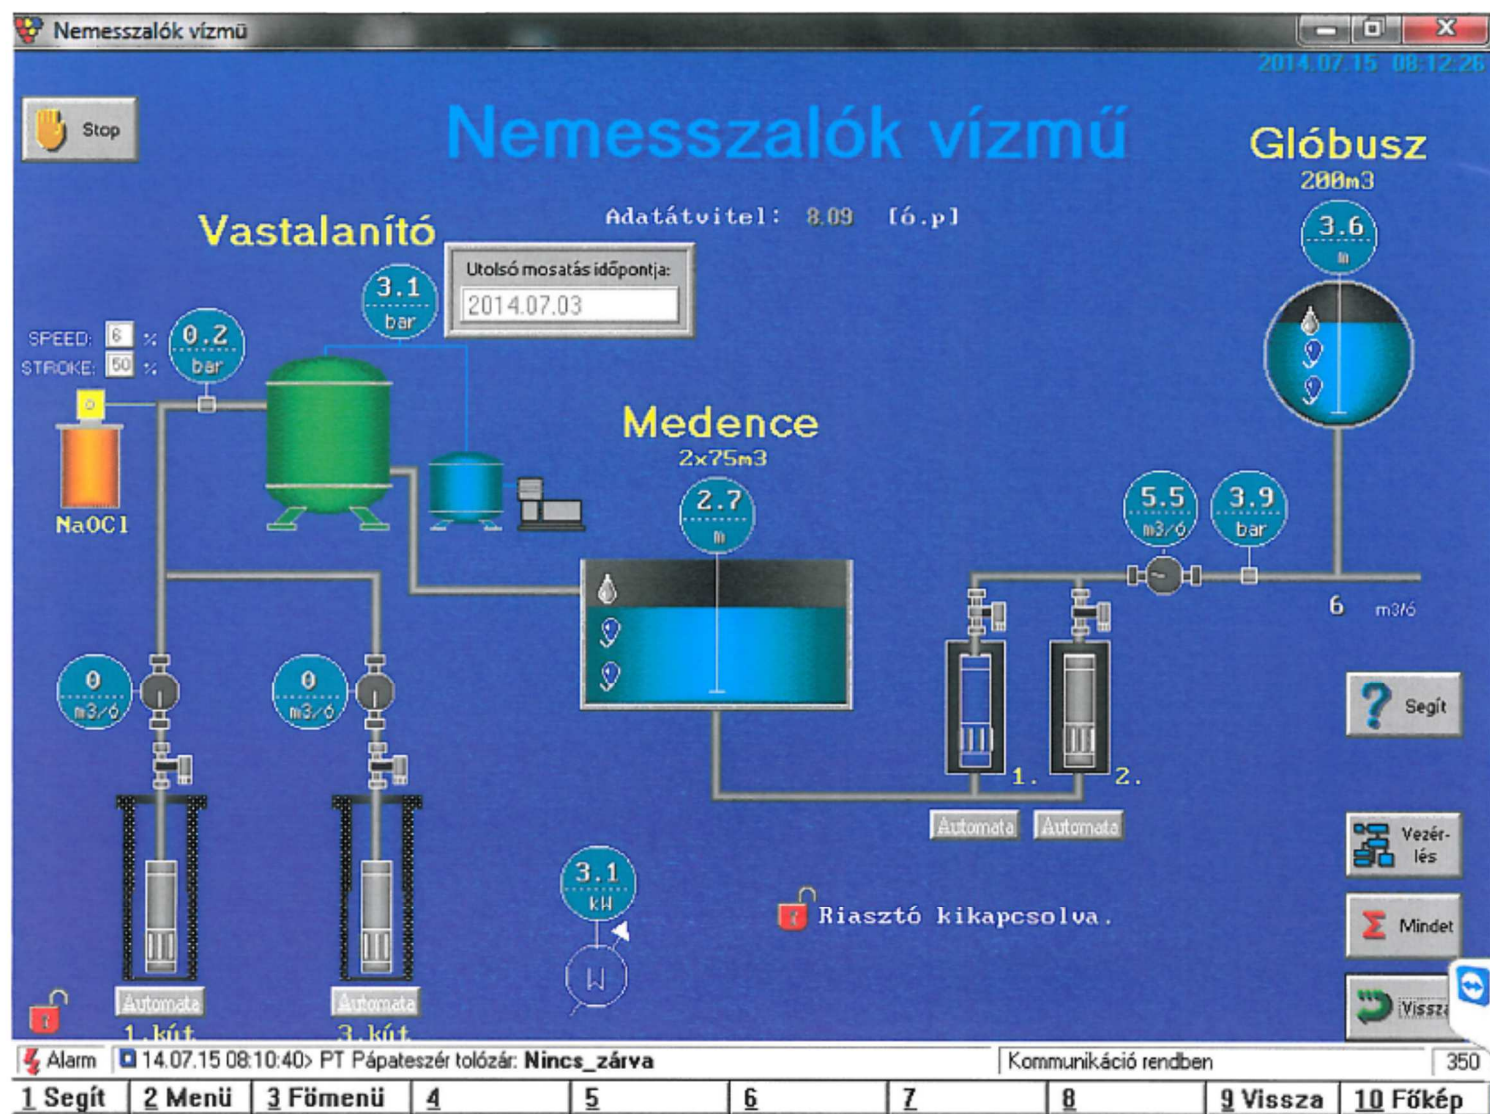 Nemesszalók vízmű
2014.07.15 08:12:26
Stop
Nemesszalók vízmű
Glóbusz
200m3
3.6
m
Adatátvitel: 8.09 [ó.p]
Vastalanító
Utolsó mosatás időpontja:
2014.07.03
3.1
bar
SPEED: 6 %
STROKE: 50 %
0.2
bar
NaOCl
Medence
2x75m3
2.7
m
5.5
m3/ó
3.9
bar
6 m3/ó
0
m3/ó
0
m3/ó
1.
2.
Automata
Automata
Segít
Vezér-
lés
Mindet
Vissza
3.1
kW
W
Riasztó kikapcsolva.
Automata
Automata
1.kút
3.kút
Alarm
14.07.15 08:10:40> PT Pápateszér tolózár: Nincs_zárva
Kommunikáció rendben
350
1 Segít 2 Menü 3 Fömenü 4 5 6 7 8 9 Vissza 10 Főkép